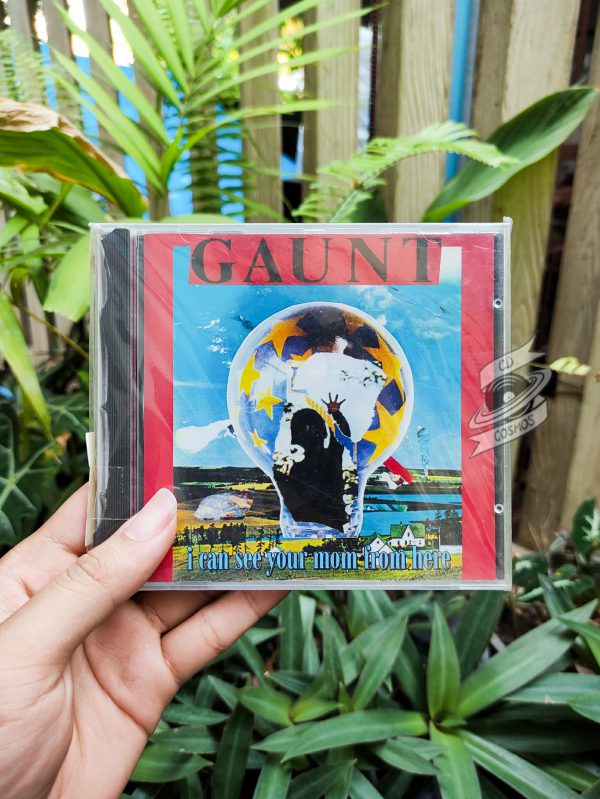 GAUNT
CD
COSMOS
i can see your mom from here